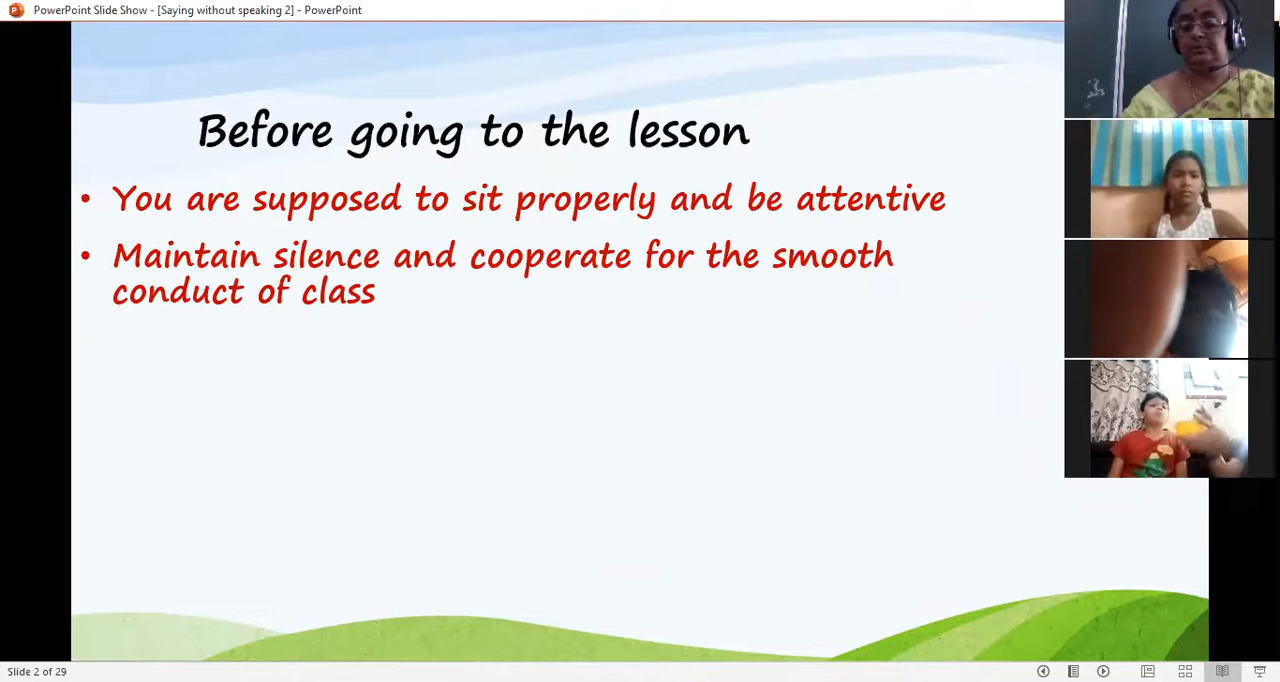 PowerPoint Slide Show - [Saying without speaking 2] - PowerPoint
Before going to the lesson
• You are supposed to sit properly and be attentive
• Maintain silence and cooperate for the smooth
conduct of class
Slide 2 of 29